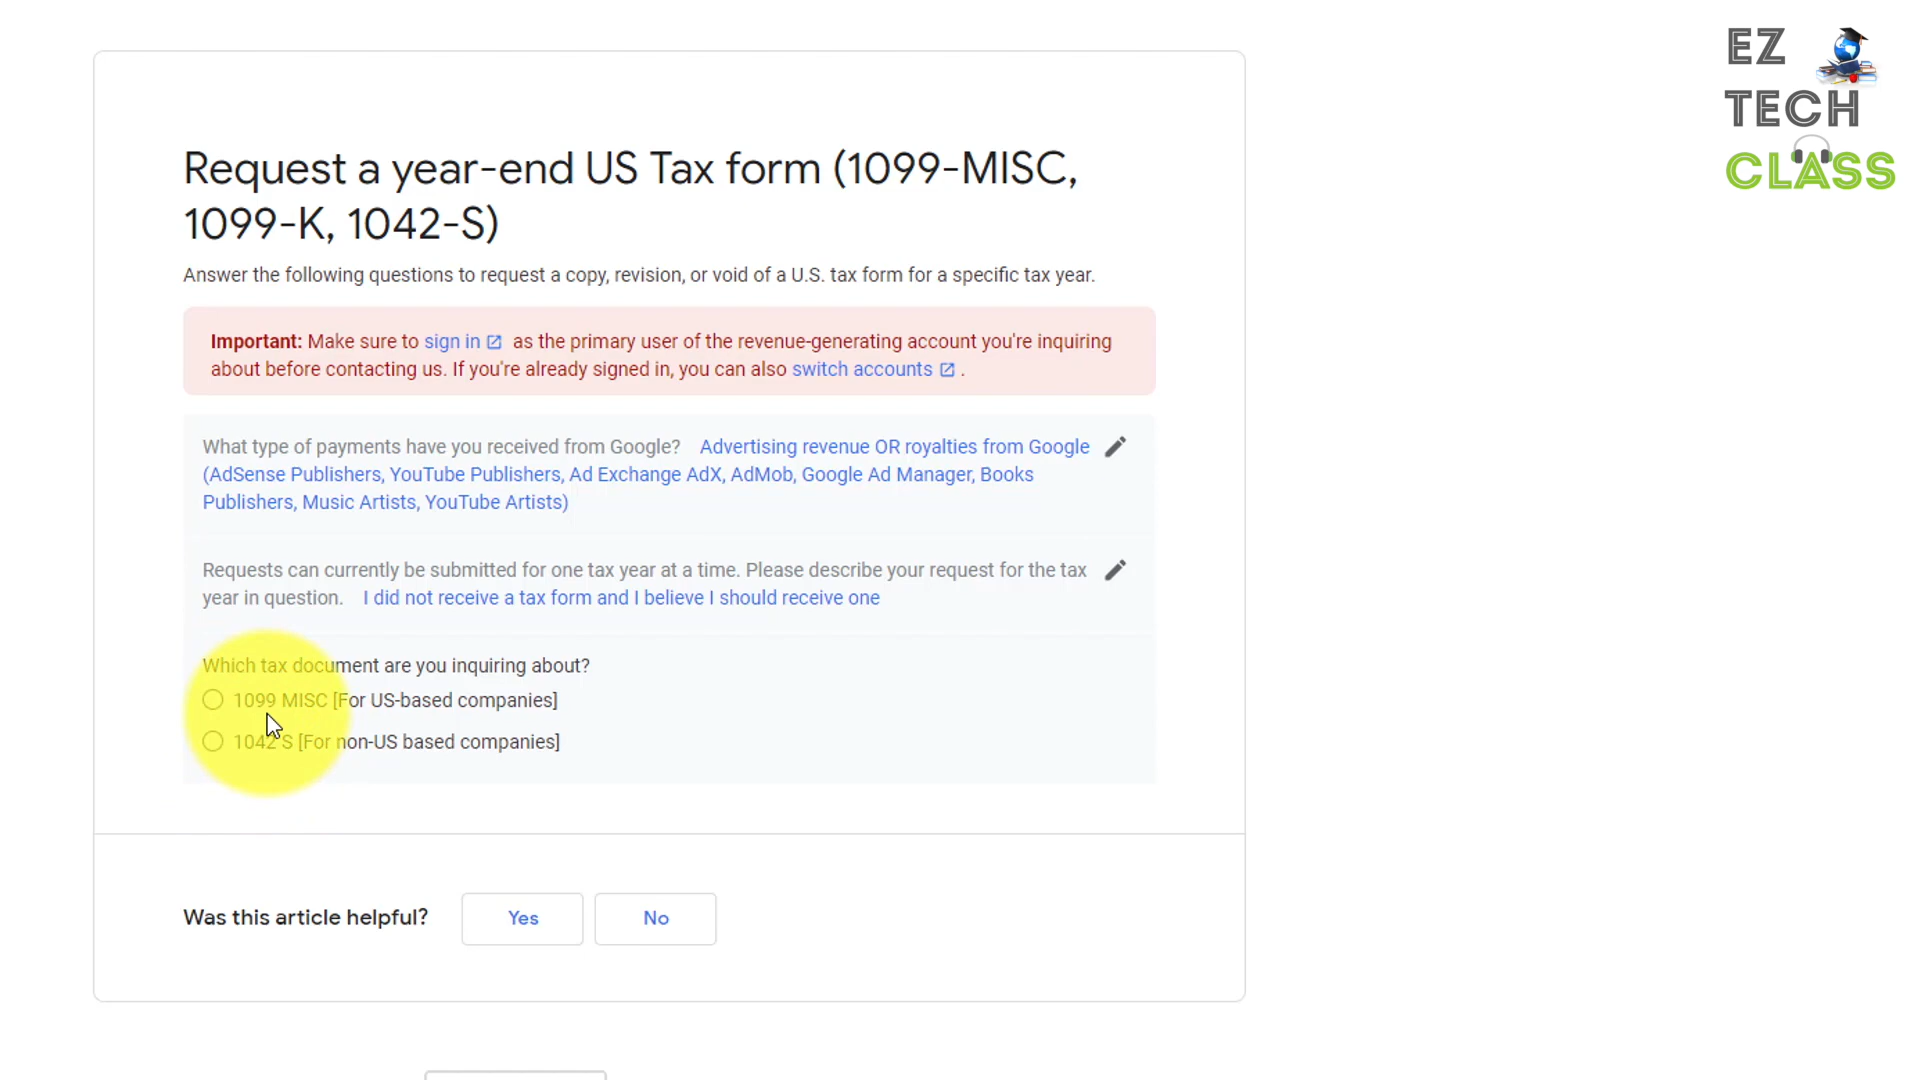 EZ
TECH
CLASS
Request a year-end US Tax form (1099-MISC,
1099-K, 1042-S)
Answer the following questions to request a copy, revision, or void of a U.S. tax form for a specific tax year.
Important: Make sure to sign in as the primary user of the revenue-generating account you're inquiring
about before contacting us. If you're already signed in, you can also switch accounts .
What type of payments have you received from Google? Advertising revenue OR royalties from Google
(AdSense Publishers, YouTube Publishers, Ad Exchange AdX, AdMob, Google Ad Manager, Books
Publishers, Music Artists, YouTube Artists)
Requests can currently be submitted for one tax year at a time. Please describe your request for the tax
year in question. I did not receive a tax form and I believe I should receive one
Which tax document are you inquiring about?
1099 MISC [For US-based companies]
1042 S [For non-US based companies]
Was this article helpful?
Yes
No